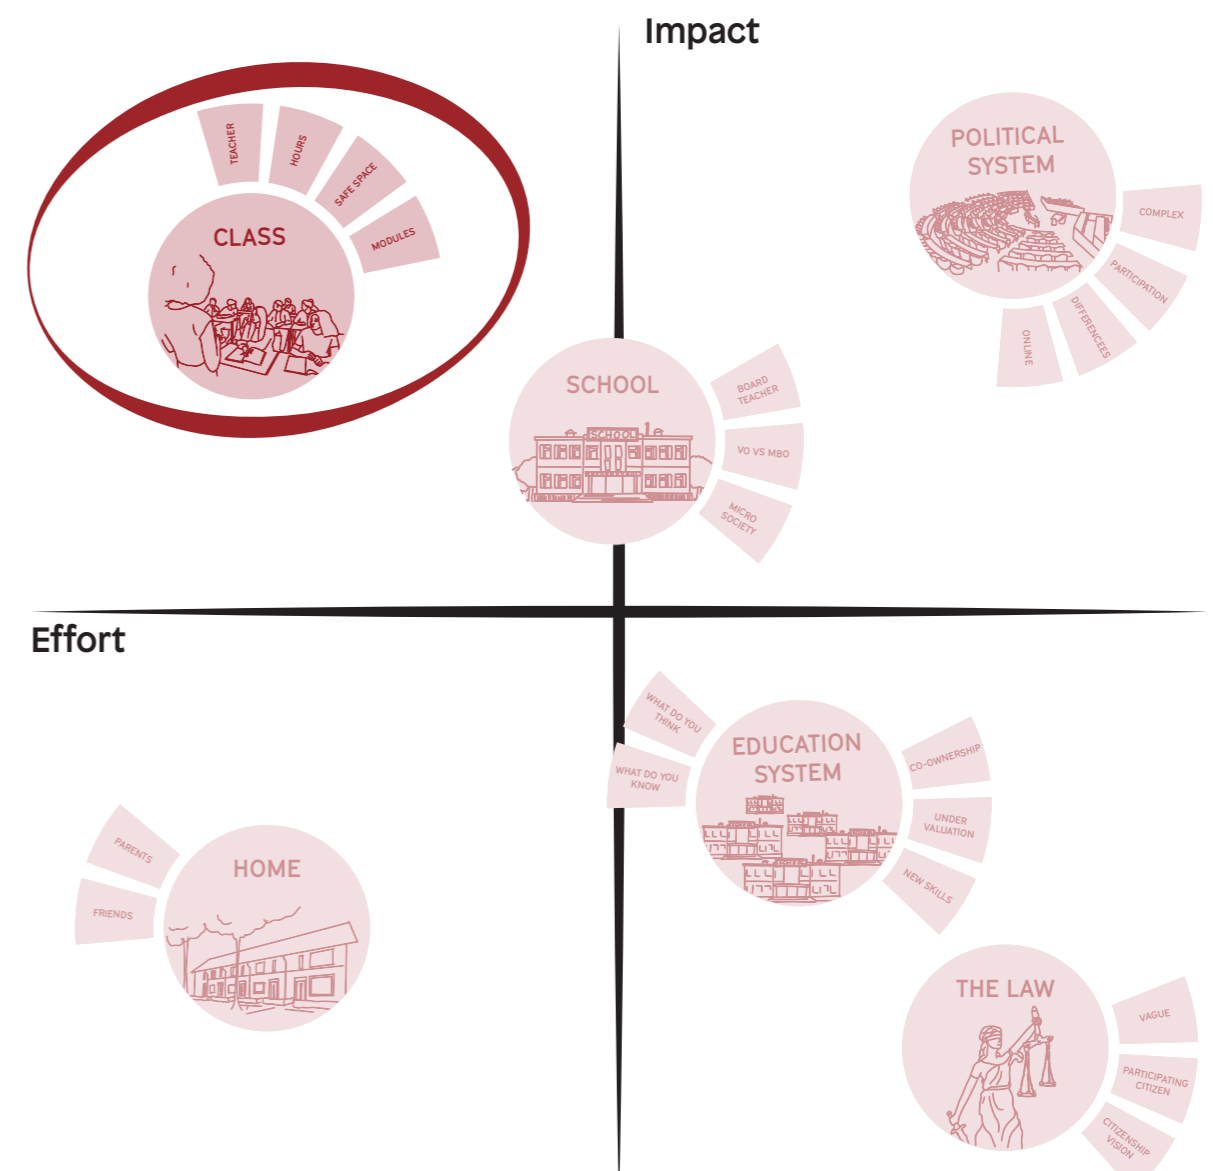 Impact
TEACHER
HOURS
SAFE SPACE
MODULES
CLASS
POLITICAL
SYSTEM
COMPLEX
PARTICIPATION
DIFFERENCEES
ONLINE
SCHOOL
SCHOOL
BOARD
TEACHER
VO VS MBO
MICRO
SOCIETY
Effort
WHAT DO YOU
THINK
WHAT DO YOU
KNOW
EDUCATION
SYSTEM
CO-OWNERSHIP
UNDER
VALUATION
NEW SKILLS
PARENTS
FRIENDS
HOME
THE LAW
VAGUE
PARTICIPATING
CITIZEN
CITIZENSHIP
VISION